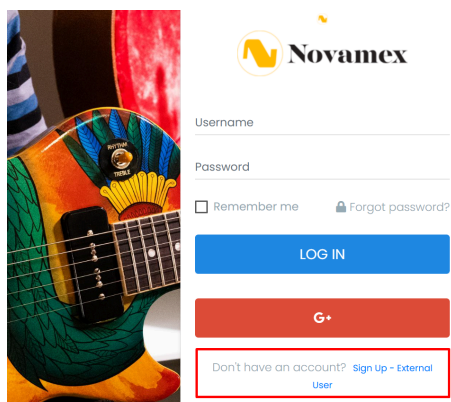 Novamex
RHYTHM
TREBLE
Username
Password
Remember me
Forgot password?
LOG IN
G+
Don't have an account? Sign Up - External
User